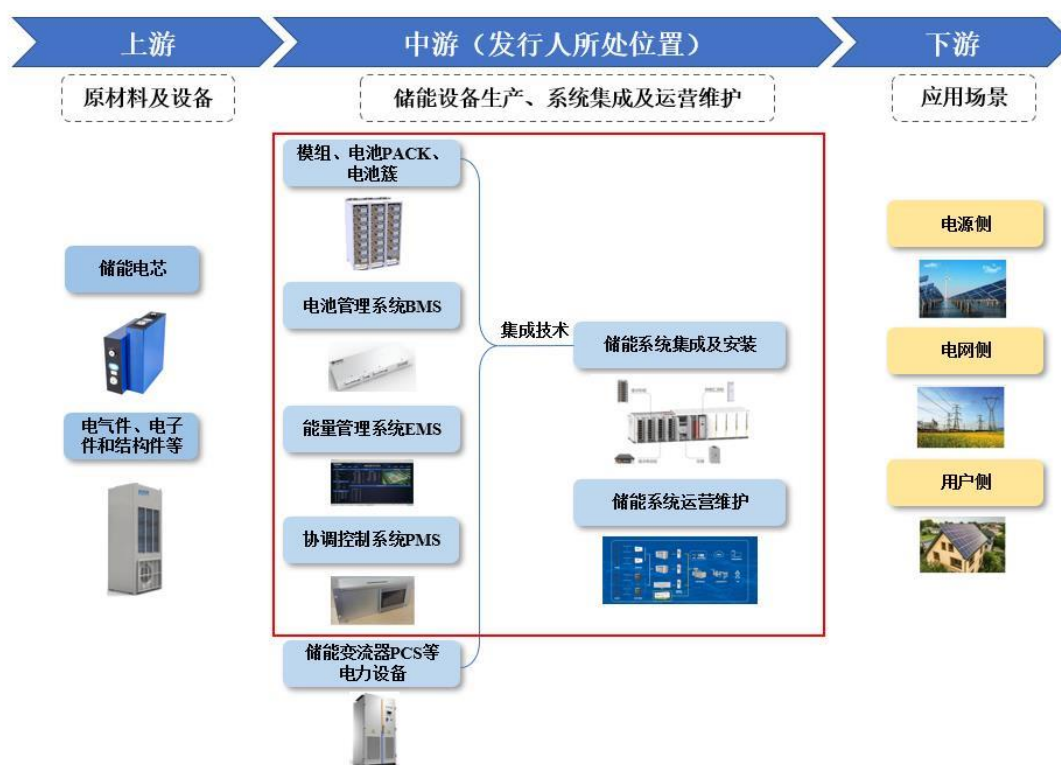 上游
中游（发行人所处位置）
下游
原材料及设备
储能设备生产、系统集成及运营维护
应用场景
模组、电池PACK、
电池簇
电源侧
储能电芯
电池管理系统BMS
集成技术
储能系统集成及安装
电网侧
电气件、电子
件和结构件等
能量管理系统EMS
储能系统运营维护
用户侧
协调控制系统PMS
储能变流器PCS等
电力设备